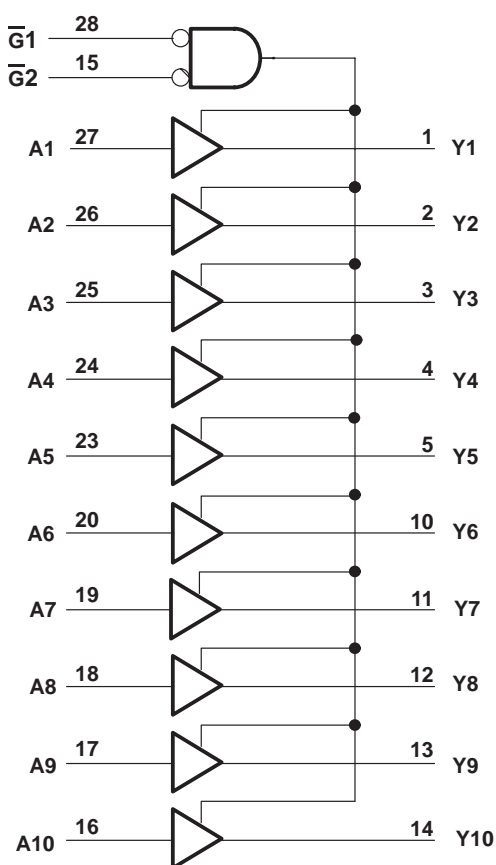 G̅1 28
G̅2 15
A1 27 1 Y1
A2 26 2 Y2
A3 25 3 Y3
A4 24 4 Y4
A5 23 5 Y5
A6 20 10 Y6
A7 19 11 Y7
A8 18 12 Y8
A9 17 13 Y9
A10 16 14 Y10